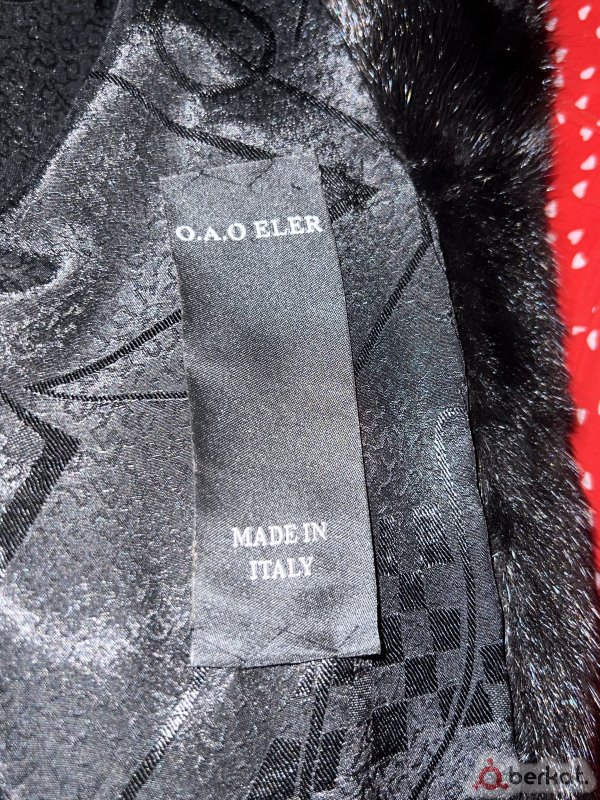 O.A.O ELER
MADE IN
ITALY
berkat.